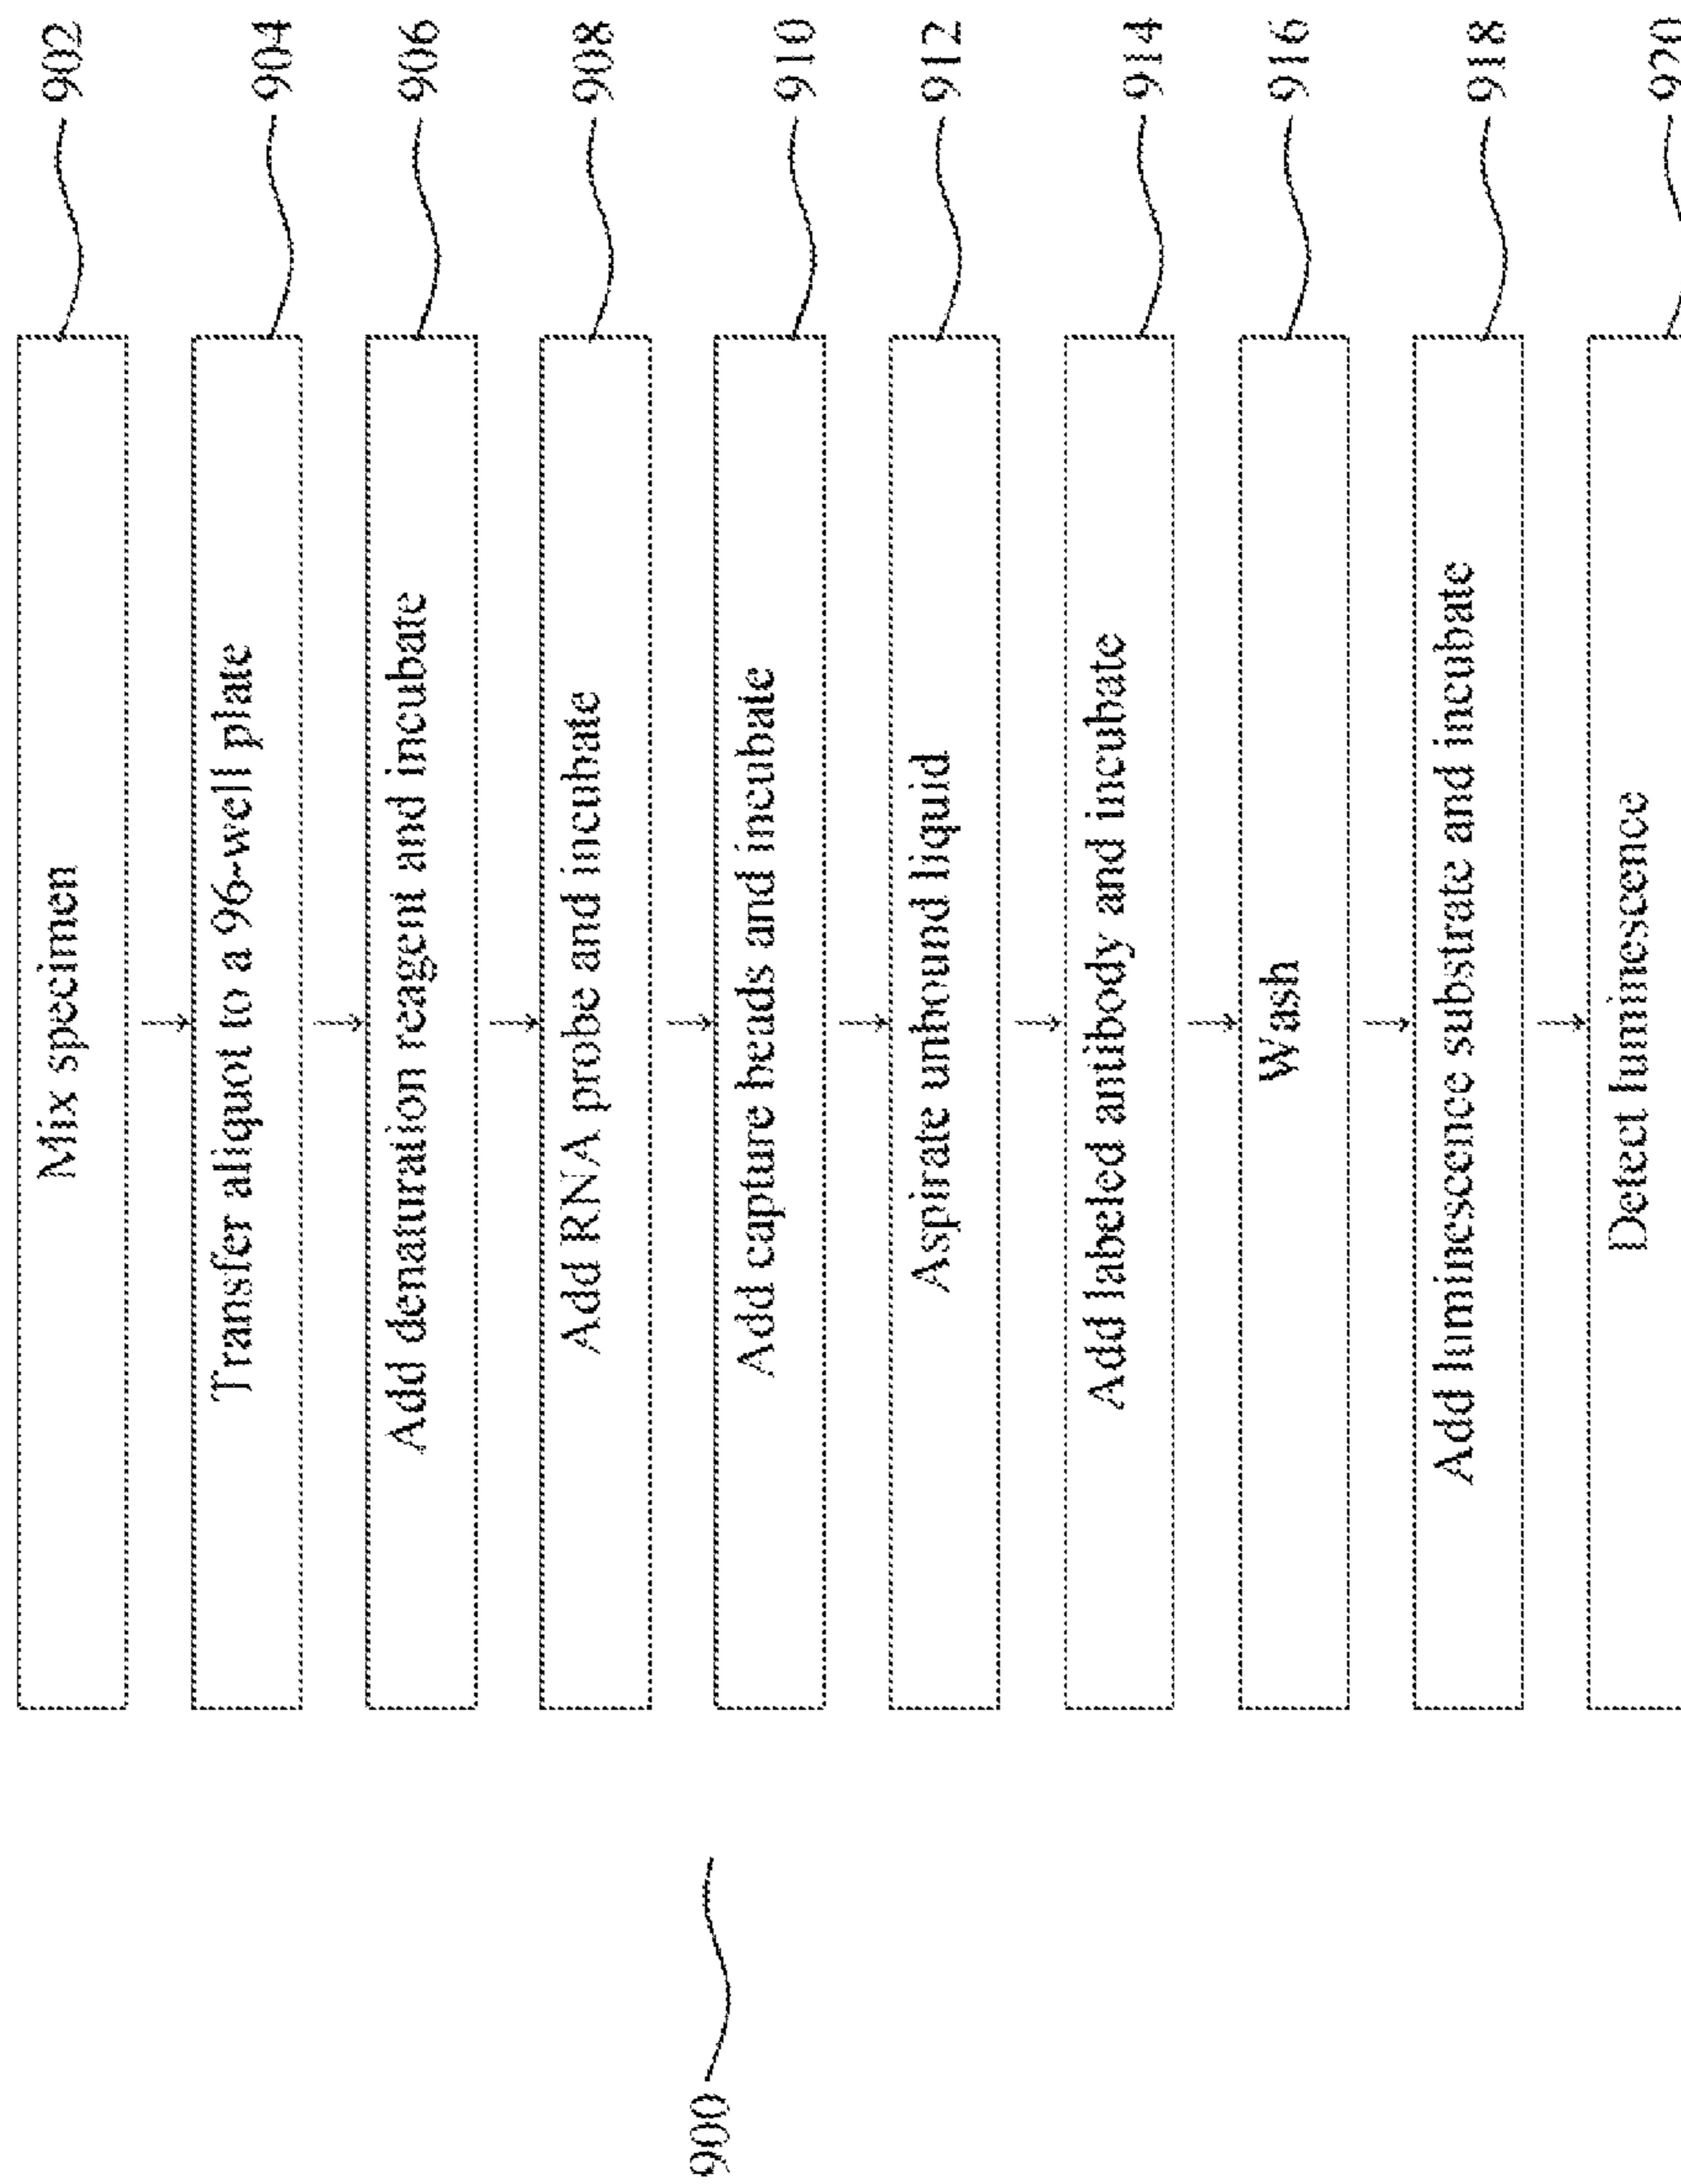 900
Mix specimen
902
Transfer aliquot to a 96-well plate
904
Add denaturation reagent and incubate
906
Add RNA probe and incubate
908
Add capture beads and incubate
910
Aspirate unbound liquid
912
Add labeled antibody and incubate
914
Wash
916
Add luminescence substrate and incubate
918
Detect luminescence
920